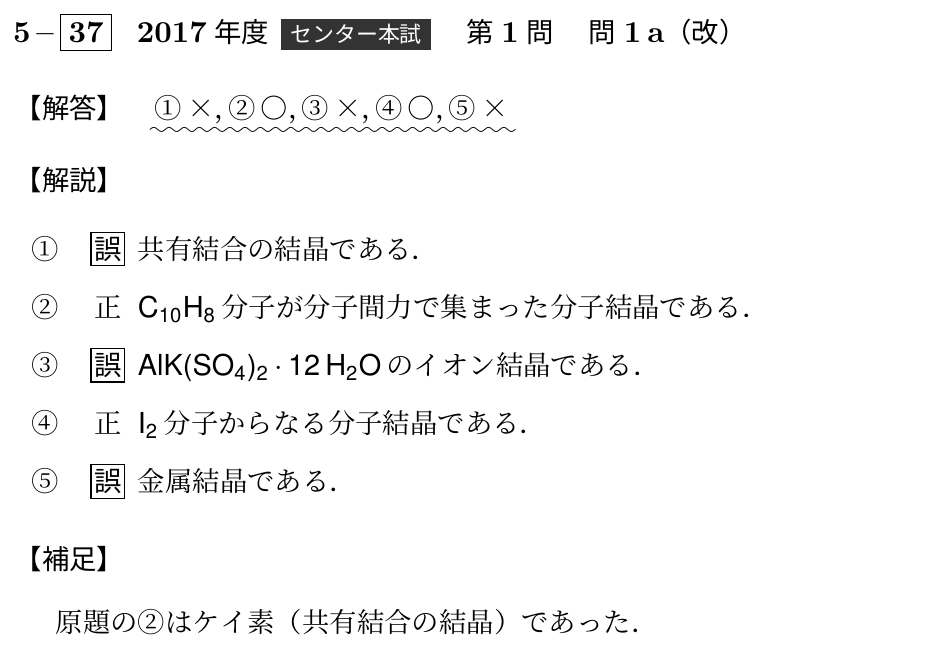 5－37 2017 年度 センター本試 第 1 問 問 1 a（改）
【解答】 ① ×, ② ○, ③ ×, ④ ○, ⑤ ×
【解説】
① 誤 共有結合の結晶である．
② 正 C₁₀H₈ 分子が分子間力で集まった分子結晶である．
③ 誤 AlK(SO₄)₂ · 12 H₂O のイオン結晶である．
④ 正 I₂ 分子からなる分子結晶である．
⑤ 誤 金属結晶である．
【補足】
原題の②はケイ素（共有結合の結晶）であった．